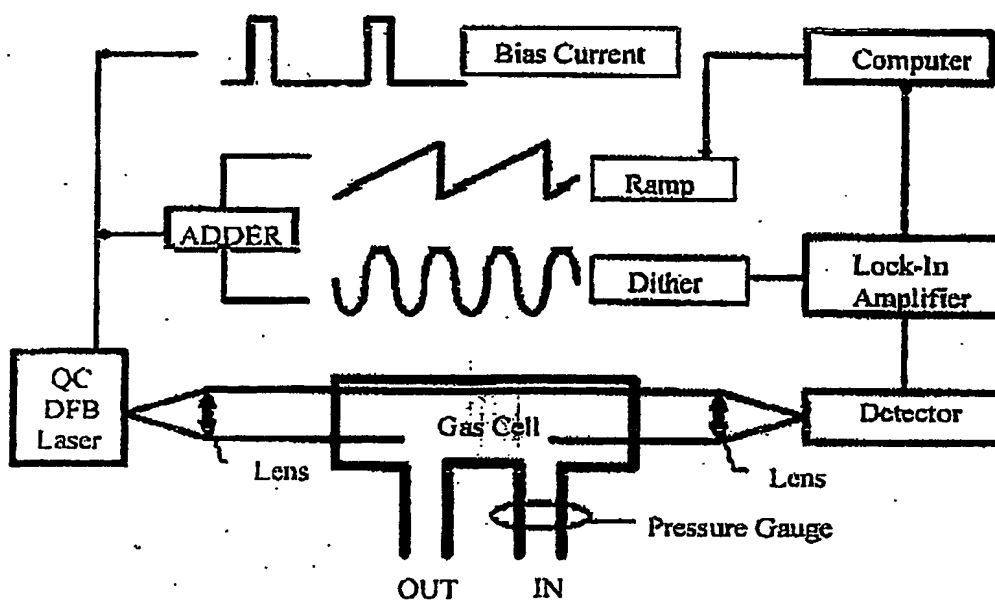 Bias Current
Computer
Ramp
ADDER
Dither
Lock-In
Amplifier
QC
DFB
Laser
Gas Cell
Detector
Lens
Lens
Pressure Gauge
OUT
IN